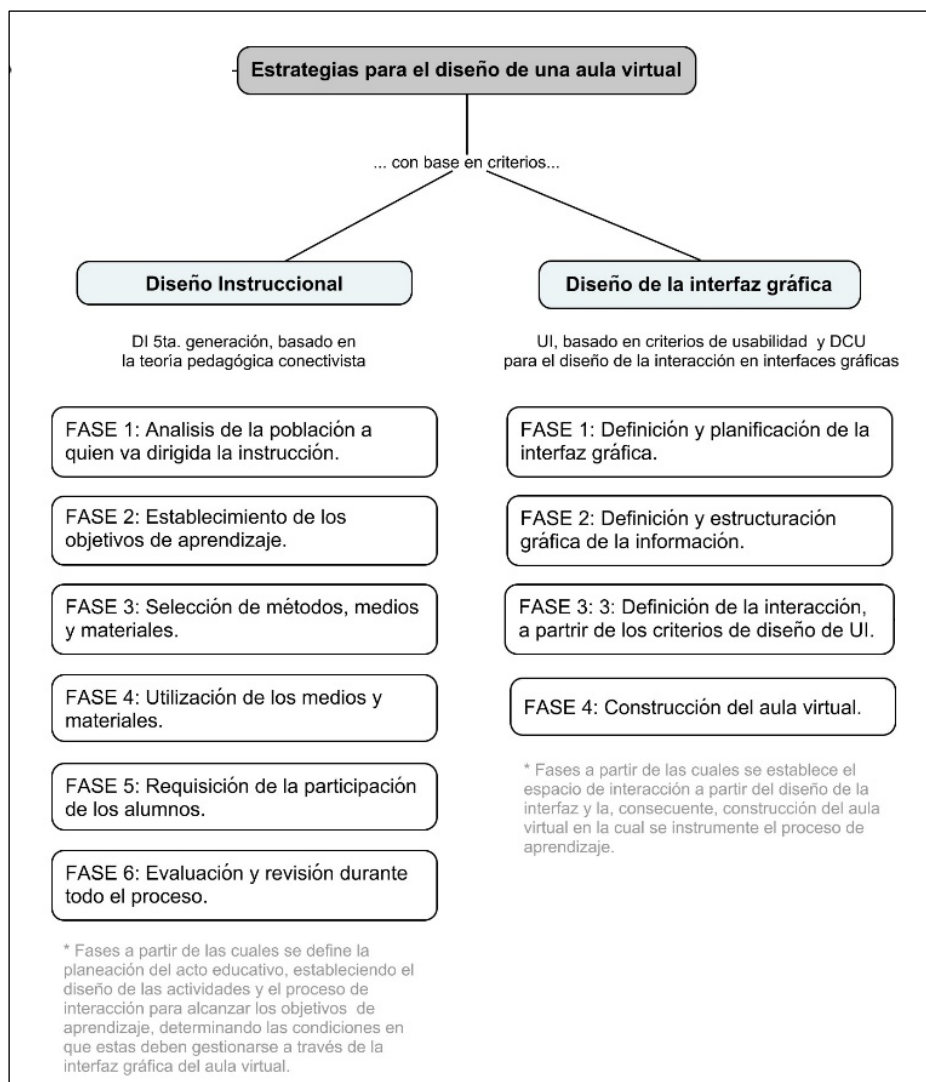 Estrategias para el diseño de una aula virtual
... con base en criterios...
Diseño Instruccional
DI 5ta. generación, basado en
la teoría pedagógica conectivista
FASE 1: Analisis de la población a
quien va dirigida la instrucción.
FASE 2: Establecimiento de los
objetivos de aprendizaje.
FASE 3: Selección de métodos, medios
y materiales.
FASE 4: Utilización de los medios y
materiales.
FASE 5: Requisición de la participación
de los alumnos.
FASE 6: Evaluación y revisión durante
todo el proceso.
* Fases a partir de las cuales se define la
planeación del acto educativo, estableciendo el
diseño de las actividades y el proceso de
interacción para alcanzar los objetivos de
aprendizaje, determinando las condiciones en
que estas deben gestionarse a través de la
interfaz gráfica del aula virtual.
Diseño de la interfaz gráfica
UI, basado en criterios de usabilidad y DCU
para el diseño de la interacción en interfaces gráficas
FASE 1: Definición y planificación de la
interfaz gráfica.
FASE 2: Definición y estructuración
gráfica de la información.
FASE 3: 3: Definición de la interacción,
a partrir de los criterios de diseño de UI.
FASE 4: Construcción del aula virtual.
* Fases a partir de las cuales se establece el
espacio de interacción a partir del diseño de la
interfaz y la, consecuente, construcción del aula
virtual en la cual se instrumente el proceso de
aprendizaje.